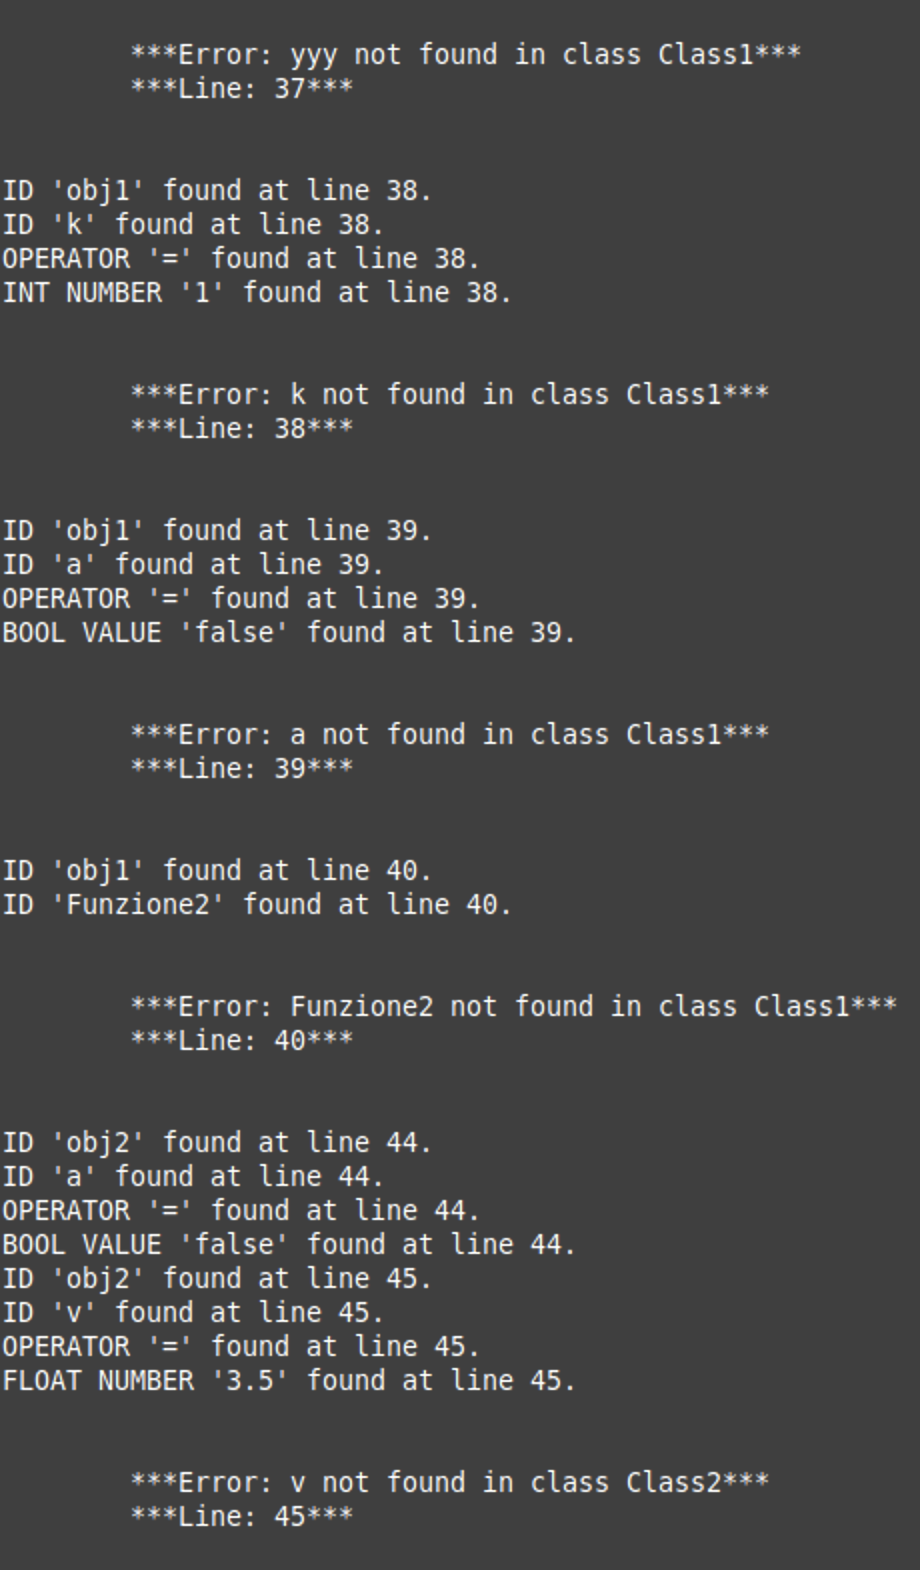 ***Error: yyy not found in class Class1***
***Line: 37***
ID 'obj1' found at line 38.
ID 'k' found at line 38.
OPERATOR '=' found at line 38.
INT NUMBER '1' found at line 38.
***Error: k not found in class Class1***
***Line: 38***
ID 'obj1' found at line 39.
ID 'a' found at line 39.
OPERATOR '=' found at line 39.
BOOL VALUE 'false' found at line 39.
***Error: a not found in class Class1***
***Line: 39***
ID 'obj1' found at line 40.
ID 'Funzione2' found at line 40.
***Error: Funzione2 not found in class Class1***
***Line: 40***
ID 'obj2' found at line 44.
ID 'a' found at line 44.
OPERATOR '=' found at line 44.
BOOL VALUE 'false' found at line 44.
ID 'obj2' found at line 45.
ID 'v' found at line 45.
OPERATOR '=' found at line 45.
FLOAT NUMBER '3.5' found at line 45.
***Error: v not found in class Class2***
***Line: 45***